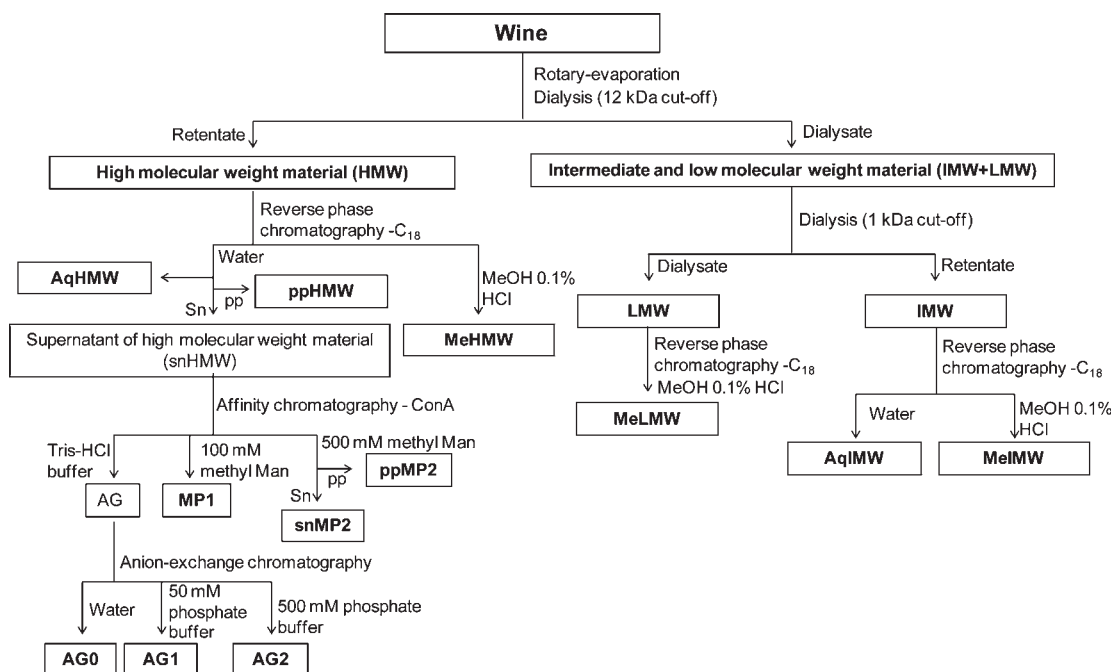 Wine
Rotary-evaporation
Dialysis (12 kDa cut-off)
Retentate
Dialysate
High molecular weight material (HMW)
Intermediate and low molecular weight material (IMW+LMW)
Reverse phase
chromatography -C18
Dialysis (1 kDa cut-off)
Water
AqHMW
ppHMW
pp
Sn
MeOH 0.1%
HCl
MeHMW
Dialysate
Retentate
LMW
IMW
Supernatant of high molecular weight material
(snHMW)
Reverse phase
chromatography -C18
MeOH 0.1% HCl
MeLMW
Reverse phase
chromatography -C18
Water
MeOH 0.1%
HCl
AqIMW
MeIMW
Affinity chromatography - ConA
Tris-HCl
buffer
100 mM
methyl Man
500 mM methyl Man
pp
ppMP2
Sn
AG
MP1
snMP2
Anion-exchange chromatography
Water
50 mM
phosphate
buffer
500 mM phosphate
buffer
AG0
AG1
AG2